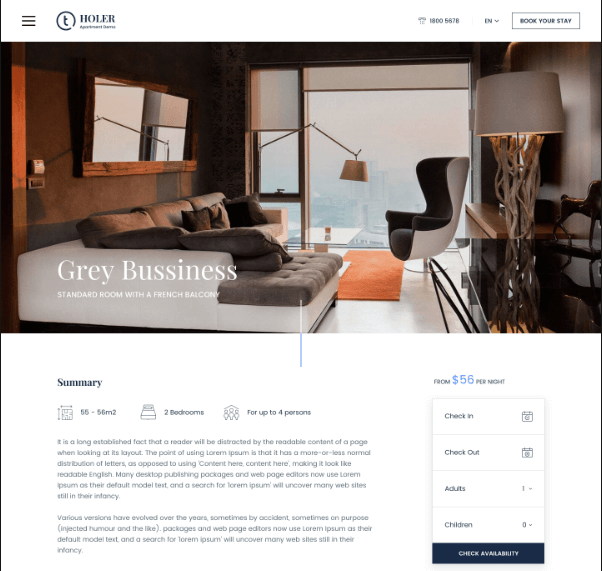 HOLER
Apartment Demo
1800 5678
EN
BOOK YOUR STAY
Grey Bussiness
STANDARD ROOM WITH A FRENCH BALCONY
Summary
55 - 56m2
2 Bedrooms
For up to 4 persons
It is a long established fact that a reader will be distracted by the readable content of a page
when looking at its layout. The point of using Lorem Ipsum is that it has a more-or-less normal
distribution of letters, as opposed to using 'Content here, content here', making it look like
readable English. Many desktop publishing packages and web page editors now use Lorem
Ipsum as their default model text, and a search for 'lorem ipsum' will uncover many web sites
still in their infancy.
Various versions have evolved over the years, sometimes by accident, sometimes on purpose
(injected humour and the like). packages and web page editors now use Lorem Ipsum as their
default model text, and a search for 'lorem ipsum' will uncover many web sites still in their
infancy.
FROM $56 PER NIGHT
Check In
Check Out
Adults
1
Children
0
CHECK AVAILABILITY